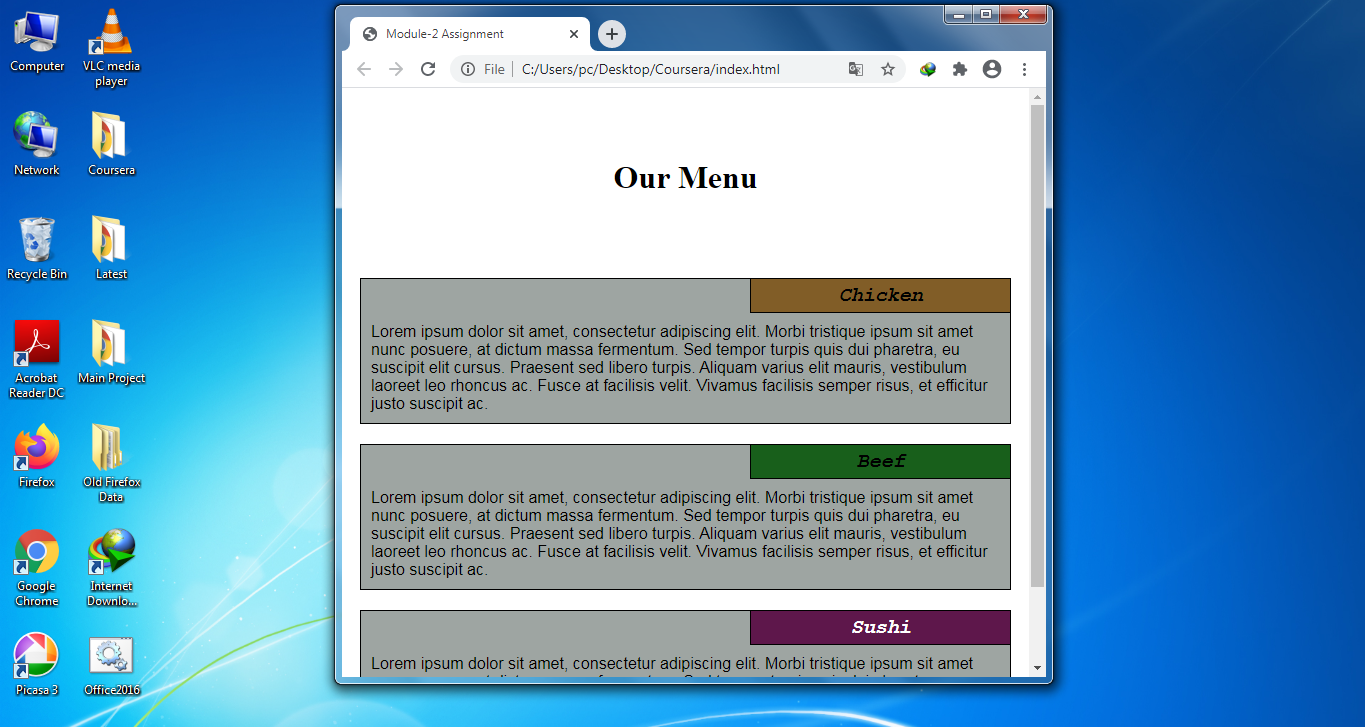 Computer
VLC media
player
Network
Coursera
Recycle Bin
Latest
Acrobat
Reader DC
Main Project
Firefox
Old Firefox
Data
Google
Chrome
Internet
Downlo...
Picasa 3
Office2016
Module-2 Assignment
File
C:/Users/pc/Desktop/Coursera/index.html
Our Menu
Chicken
Lorem ipsum dolor sit amet, consectetur adipiscing elit. Morbi tristique ipsum sit amet
nunc posuere, at dictum massa fermentum. Sed tempor turpis quis dui pharetra, eu
suscipit elit cursus. Praesent sed libero turpis. Aliquam varius elit mauris, vestibulum
laoreet leo rhoncus ac. Fusce at facilisis velit. Vivamus facilisis semper risus, et efficitur
justo suscipit ac.
Beef
Lorem ipsum dolor sit amet, consectetur adipiscing elit. Morbi tristique ipsum sit amet
nunc posuere, at dictum massa fermentum. Sed tempor turpis quis dui pharetra, eu
suscipit elit cursus. Praesent sed libero turpis. Aliquam varius elit mauris, vestibulum
laoreet leo rhoncus ac. Fusce at facilisis velit. Vivamus facilisis semper risus, et efficitur
justo suscipit ac.
Sushi
Lorem ipsum dolor sit amet, consectetur adipiscing elit. Morbi tristique ipsum sit amet